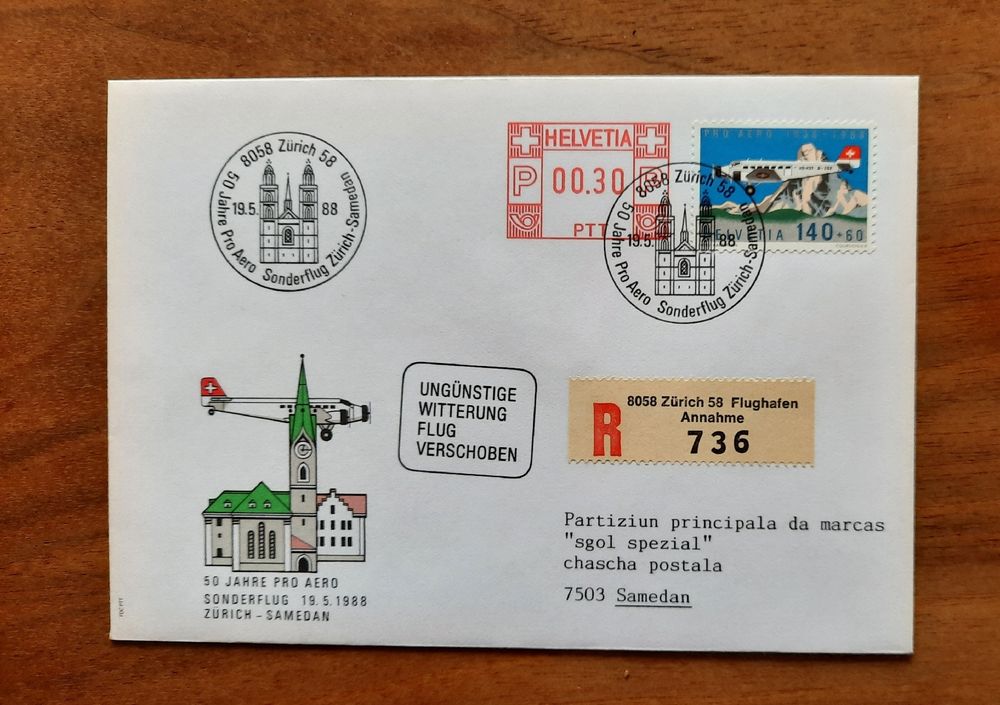 8058 Zürich 58
19.5. 88
50 Jahre Pro Aero Sonderflug Zürich-Samedan
HELVETIA
P 00.30 P
PTT
PRO AERO 1938-1988
HELVETIA 140+60
8058 Zürich 58
19.5. 88
50 Jahre Pro Aero Sonderflug Zürich-Samedan
UNGÜNSTIGE
WITTERUNG
FLUG
VERSCHOBEN
R
8058 Zürich 58 Flughafen
Annahme
736
Partiziun principala da marcas
"sgol spezial"
chascha postala
7503 Samedan
50 JAHRE PRO AERO
SONDERFLUG 19.5.1988
ZÜRICH – SAMEDAN
FDC PTT